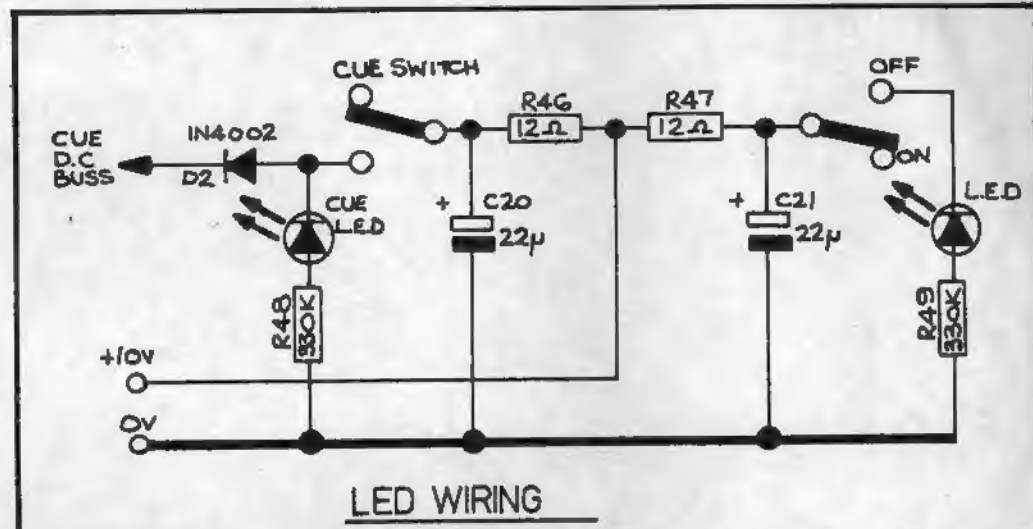 CUE SWITCH
OFF
R46
R47
12Ω
12Ω
1N4002
CUE
D.C
BUSS
D2
ON
CUE
L.E.D
+
C20
22μ
+
C21
22μ
L.E.D
R48
330K
R49
330K
+10V
0V
LED WIRING